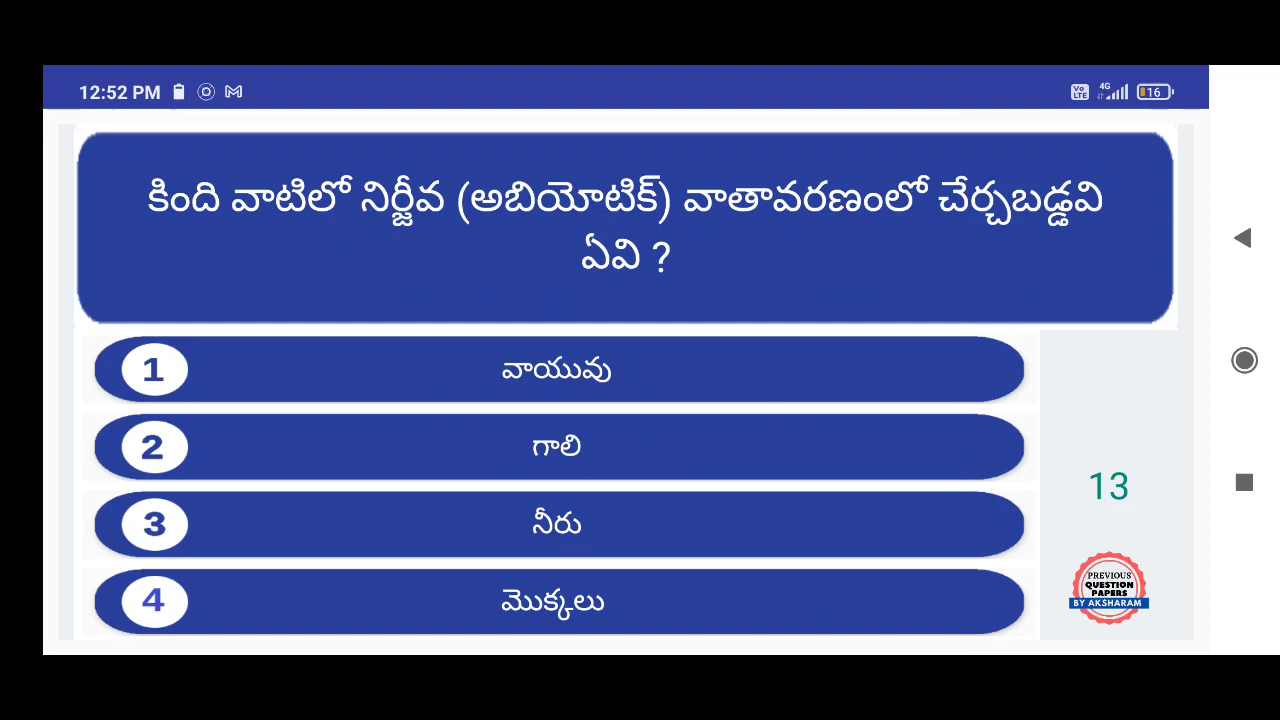 12:52 PM
Vo LTE 4G 16
కింది వాటిలో నిర్జీవ (అబియోటిక్) వాతావరణంలో చేర్చబడ్డవి
ఏవి ?
1 వాయువు
2 గాలి
3 నీరు
4 మొక్కలు
13
PREVIOUS
QUESTION
PAPERS
BY AKSHARAM